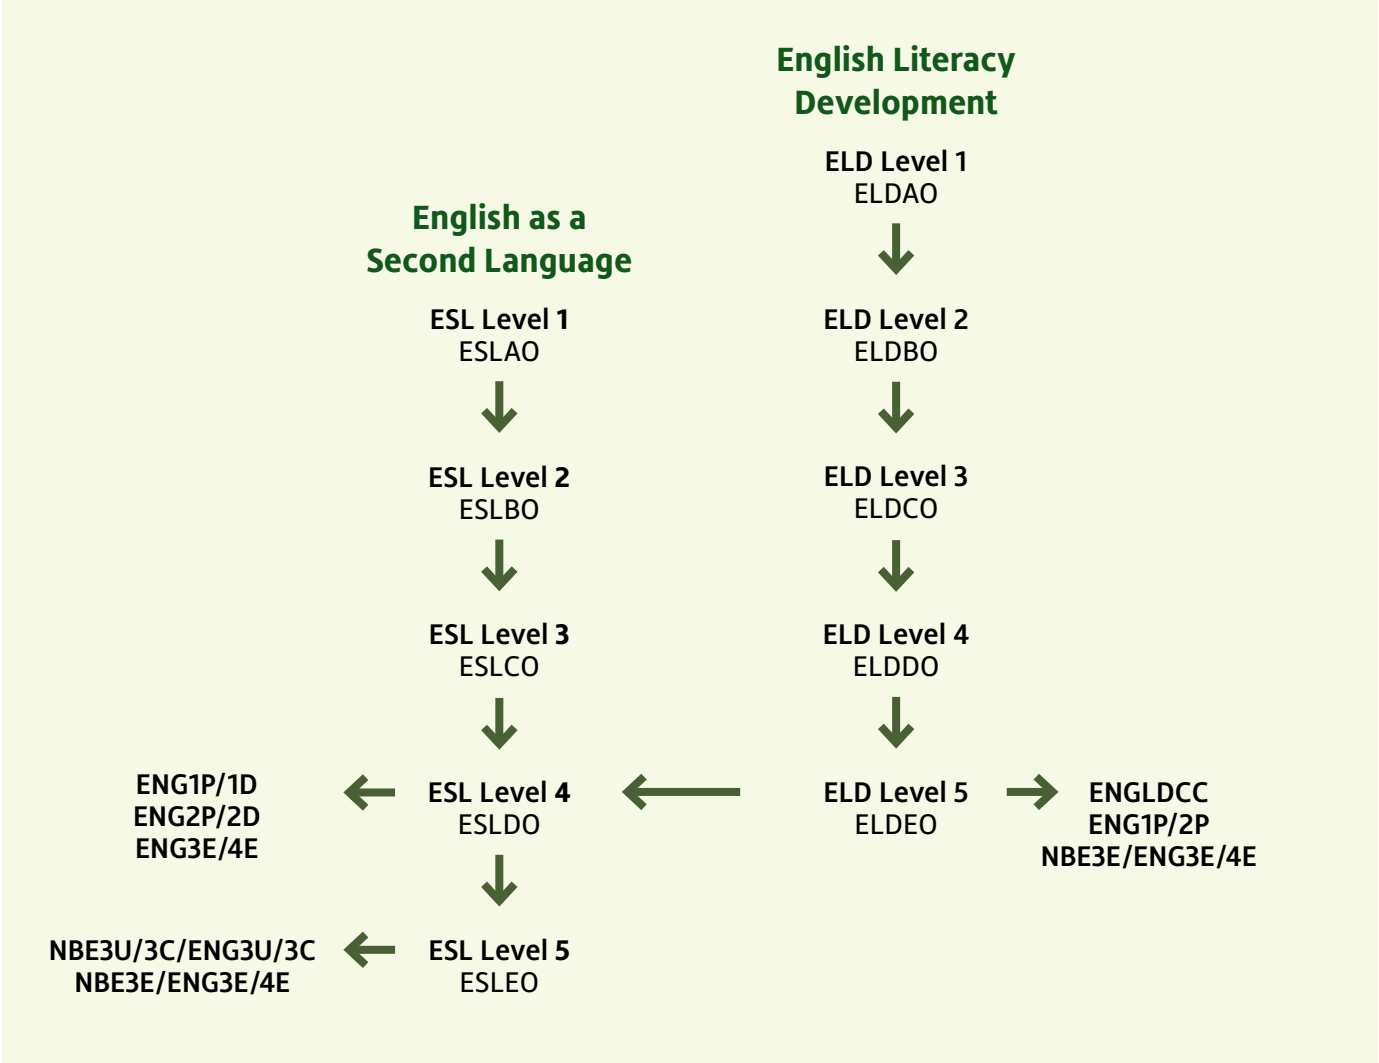 English Literacy
Development
ELD Level 1
ELDAO
English as a
Second Language
ESL Level 1
ESLAO
ELD Level 2
ELDBO
ESL Level 2
ESLBO
ELD Level 3
ELDCO
ESL Level 3
ESLCO
ELD Level 4
ELDDO
ENG1P/1D
ENG2P/2D
ENG3E/4E
ESL Level 4
ESLDO
ELD Level 5
ELDEO
ENGLDCC
ENG1P/2P
NBE3E/ENG3E/4E
NBE3U/3C/ENG3U/3C
NBE3E/ENG3E/4E
ESL Level 5
ESLEO